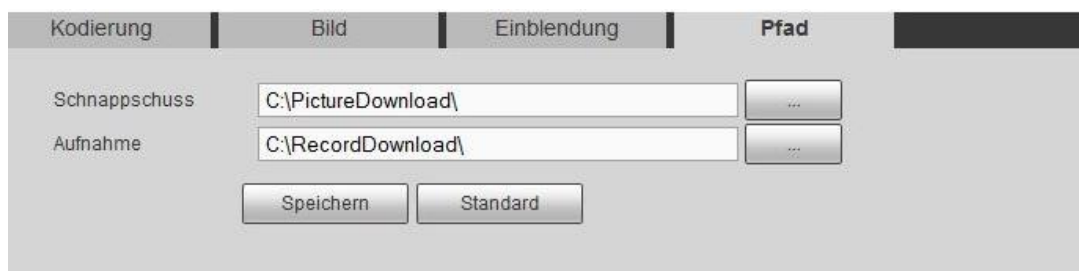 Kodierung Bild Einblendung Pfad
Schnappschuss C:\PictureDownload\ ...
Aufnahme C:\RecordDownload\ ...
Speichern Standard